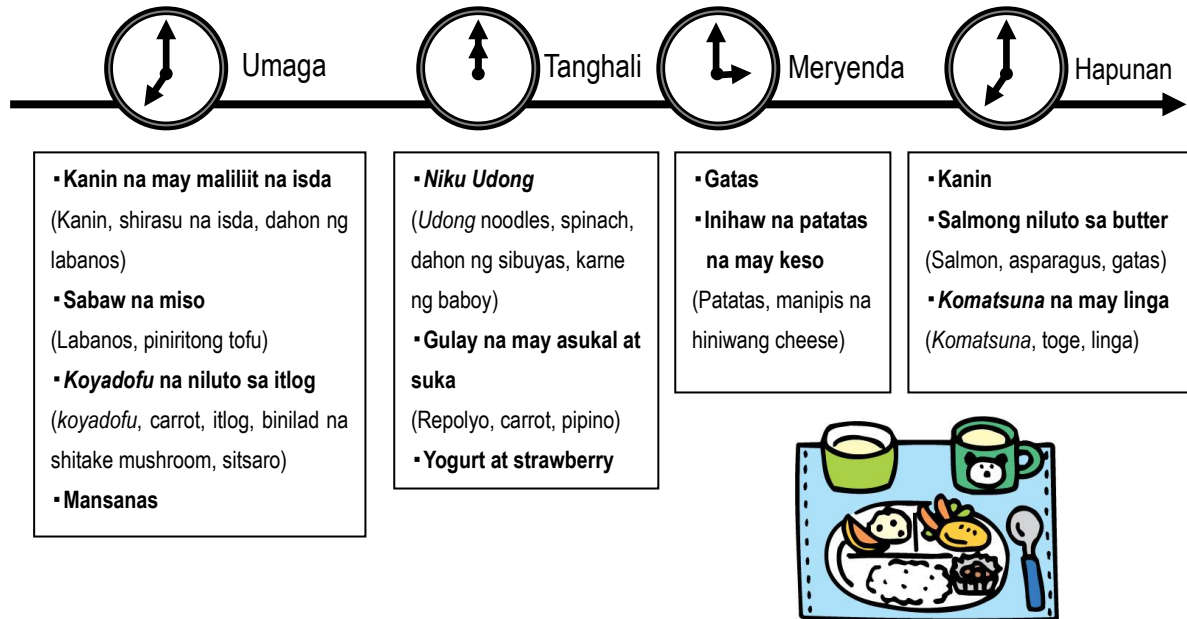 Umaga
Tanghali
Meryenda
Hapunan
・Kanin na may maliliit na isda
(Kanin, shirasu na isda, dahon ng
labanos)
・Sabaw na miso
(Labanos, piniritong tofu)
・Koyadofu na niluto sa itlog
(koyadofu, carrot, itlog, binilad na
shitake mushroom, sitsaro)
・Mansanas
・Niku Udong
(Udong noodles, spinach,
dahon ng sibuyas, karne
ng baboy)
・Gulay na may asukal at
suka
(Repolyo, carrot, pipino)
・Yogurt at strawberry
・Gatas
・Inihaw na patatas
na may keso
(Patatas, manipis na
hiniwang cheese)
・Kanin
・Salmong niluto sa butter
(Salmon, asparagus, gatas)
・Komatsuna na may linga
(Komatsuna, toge, linga)